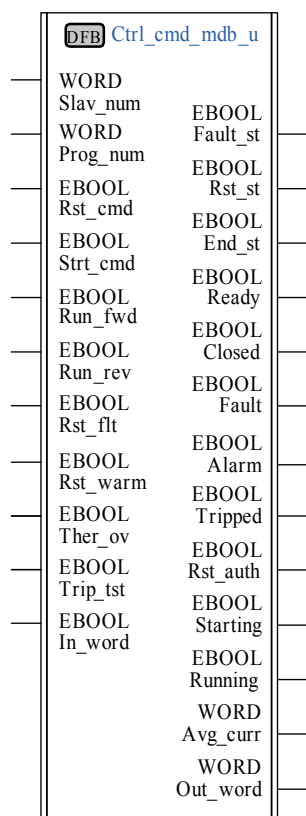 DFB Ctrl_cmd_mdb_u
WORD
Slav_num
WORD
Prog_num
EBOOL
Rst_cmd
EBOOL
Strt_cmd
EBOOL
Run_fwd
EBOOL
Run_rev
EBOOL
Rst_flt
EBOOL
Rst_warm
EBOOL
Ther_ov
EBOOL
Trip_tst
EBOOL
In_word
EBOOL
Fault_st
EBOOL
Rst_st
EBOOL
End_st
EBOOL
Ready
EBOOL
Closed
EBOOL
Fault
EBOOL
Alarm
EBOOL
Tripped
EBOOL
Rst_auth
EBOOL
Starting
EBOOL
Running
WORD
Avg_curr
WORD
Out_word